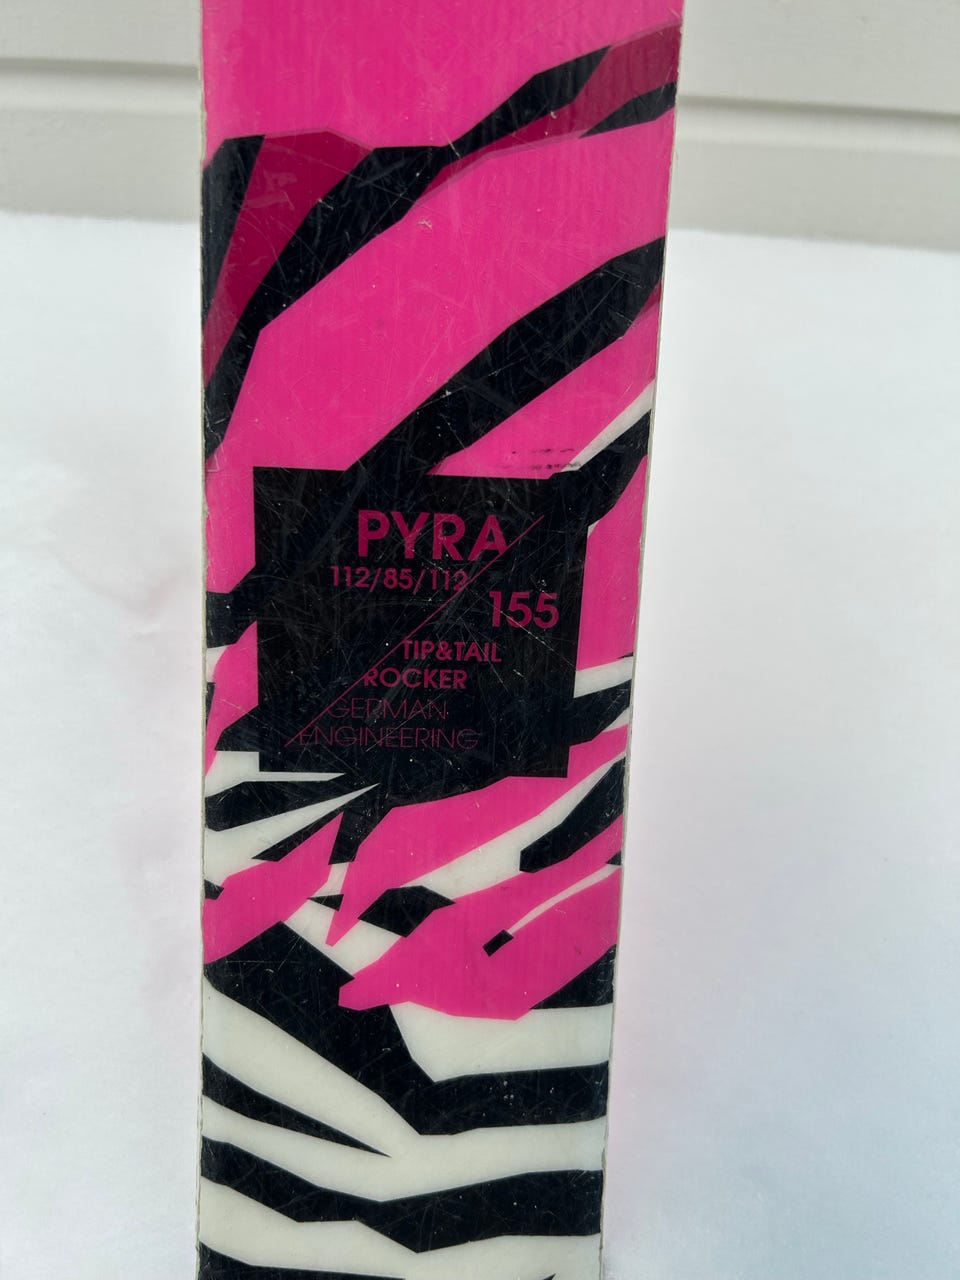 PYRA
112/85/112
155
TIP&TAIL
ROCKER
GERMAN
ENGINEERING